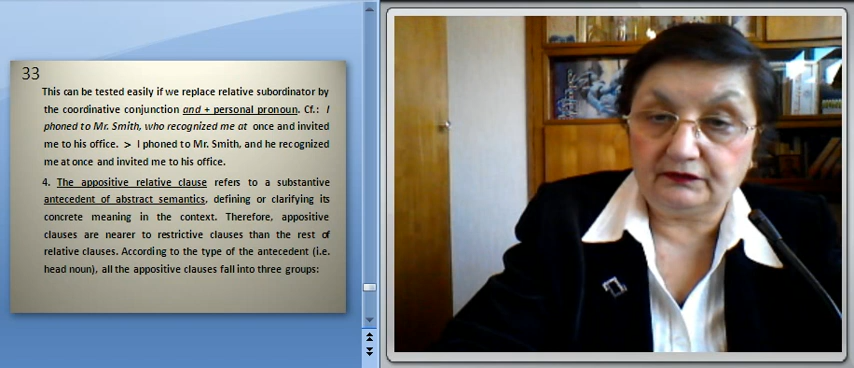 33
This can be tested easily if we replace relative subordinator by
the coordinative conjunction and + personal pronoun. Cf.: I
phoned to Mr. Smith, who recognized me at once and invited
me to his office. > I phoned to Mr. Smith, and he recognized
me at once and invited me to his office.
4. The appositive relative clause refers to a substantive
antecedent of abstract semantics, defining or clarifying its
concrete meaning in the context. Therefore, appositive
clauses are nearer to restrictive clauses than the rest of
relative clauses. According to the type of the antecedent (i.e.
head noun), all the appositive clauses fall into three groups: